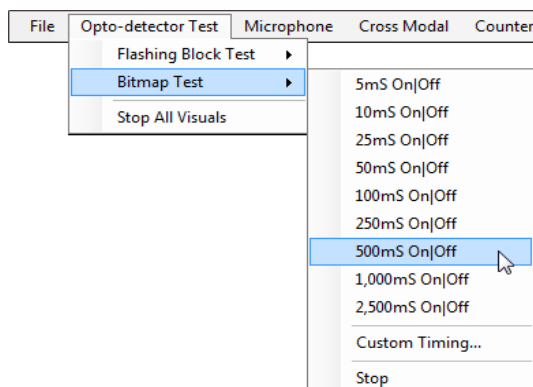 File Opto-detector Test Microphone Cross Modal Counter
Flashing Block Test
Bitmap Test
Stop All Visuals
5mS On|Off
10mS On|Off
25mS On|Off
50mS On|Off
100mS On|Off
250mS On|Off
500mS On|Off
1,000mS On|Off
2,500mS On|Off
Custom Timing...
Stop